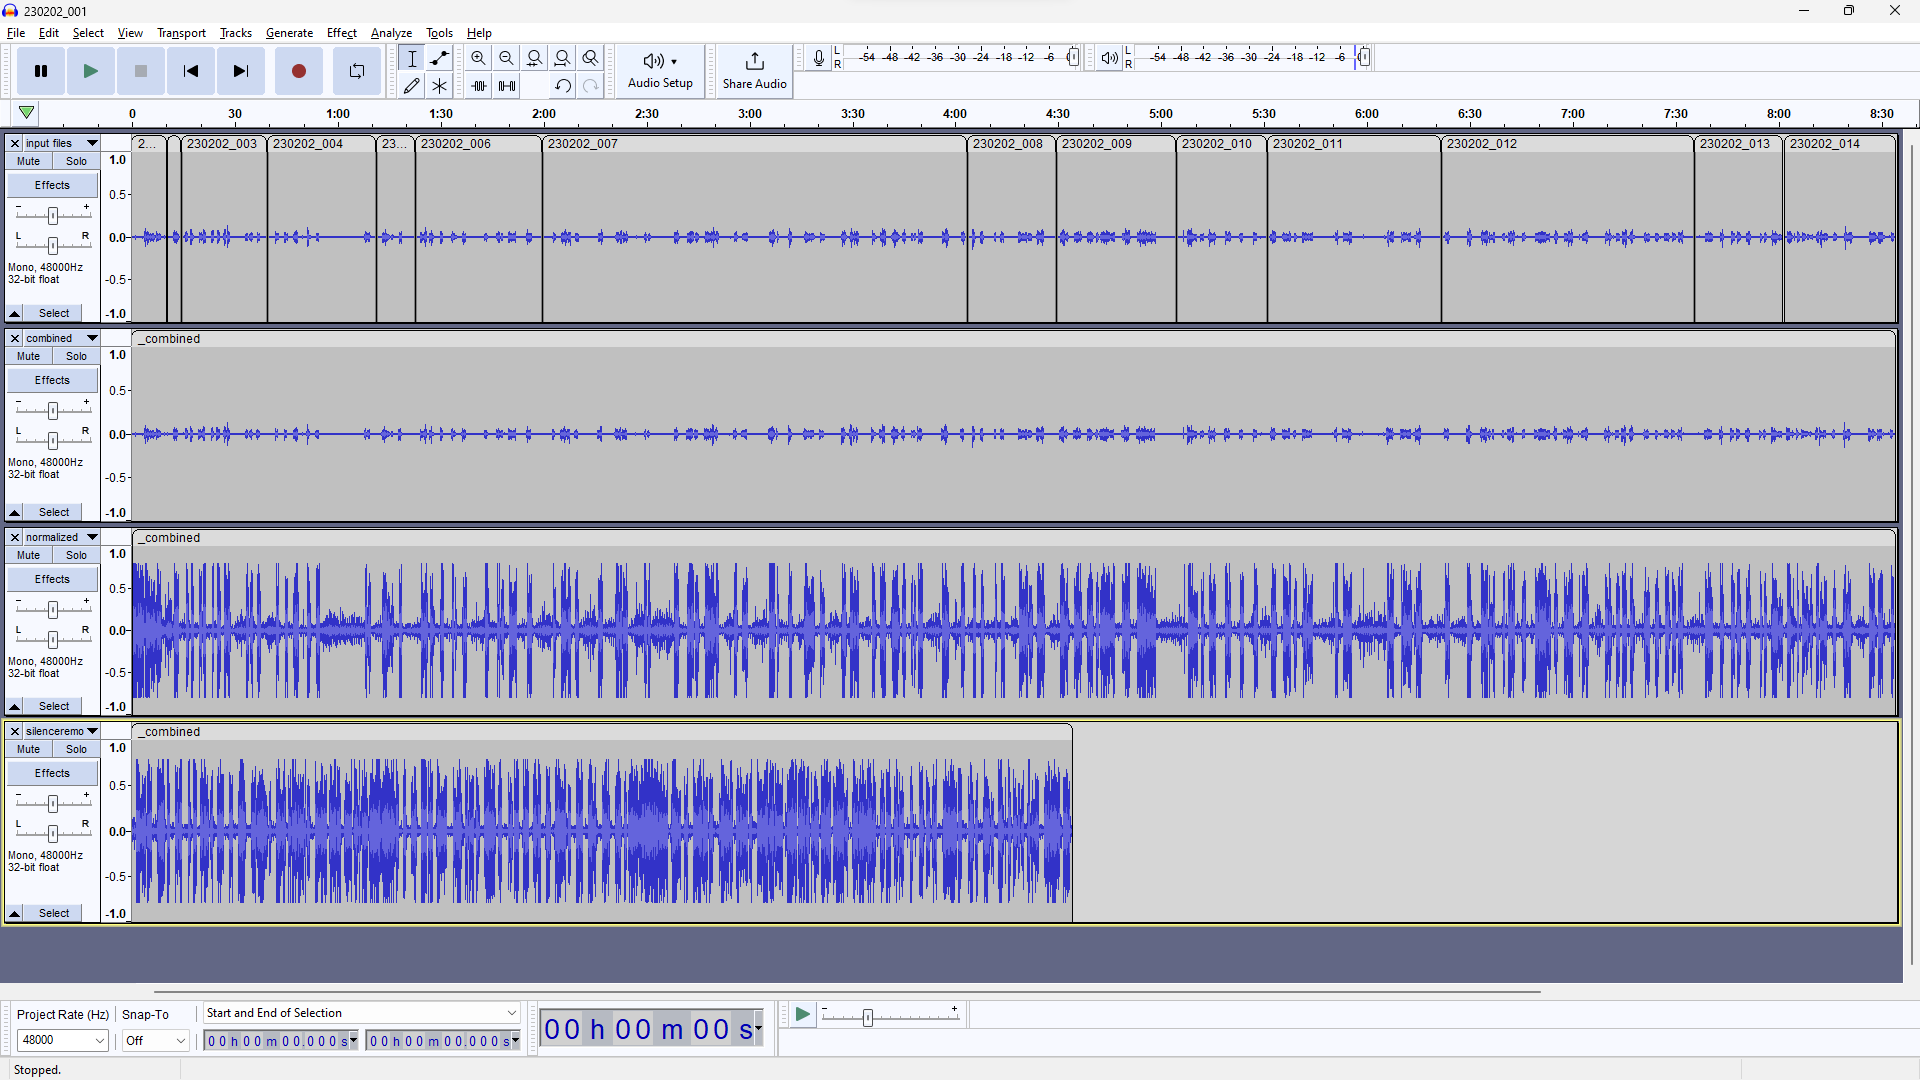 230202_001
File Edit Select View Transport Tracks Generate Effect Analyze Tools Help
Audio Setup
Share Audio
L R -54 -48 -42 -36 -30 -24 -18 -12 -6 0
L R -54 -48 -42 -36 -30 -24 -18 -12 -6 0
0 30 1:00 1:30 2:00 2:30 3:00 3:30 4:00 4:30 5:00 5:30 6:00 6:30 7:00 7:30 8:00 8:30
input files
Mute Solo
Effects
- +
L R
Mono, 48000Hz
32-bit float
Select
1.0
0.5
0.0
-0.5
-1.0
2... 230202_003 230202_004 23... 230202_006 230202_007 230202_008 230202_009 230202_010 230202_011 230202_012 230202_013 230202_014
combined
Mute Solo
Effects
- +
L R
Mono, 48000Hz
32-bit float
Select
1.0
0.5
0.0
-0.5
-1.0
_combined
normalized
Mute Solo
Effects
- +
L R
Mono, 48000Hz
32-bit float
Select
1.0
0.5
0.0
-0.5
-1.0
_combined
silenceremo
Mute Solo
Effects
- +
L R
Mono, 48000Hz
32-bit float
Select
1.0
0.5
0.0
-0.5
-1.0
_combined
Project Rate (Hz) Snap-To Start and End of Selection
48000 Off 00 h 00 m 00.000 s 00 h 00 m 00.000 s
00 h 00 m 00 s
- +
Stopped.